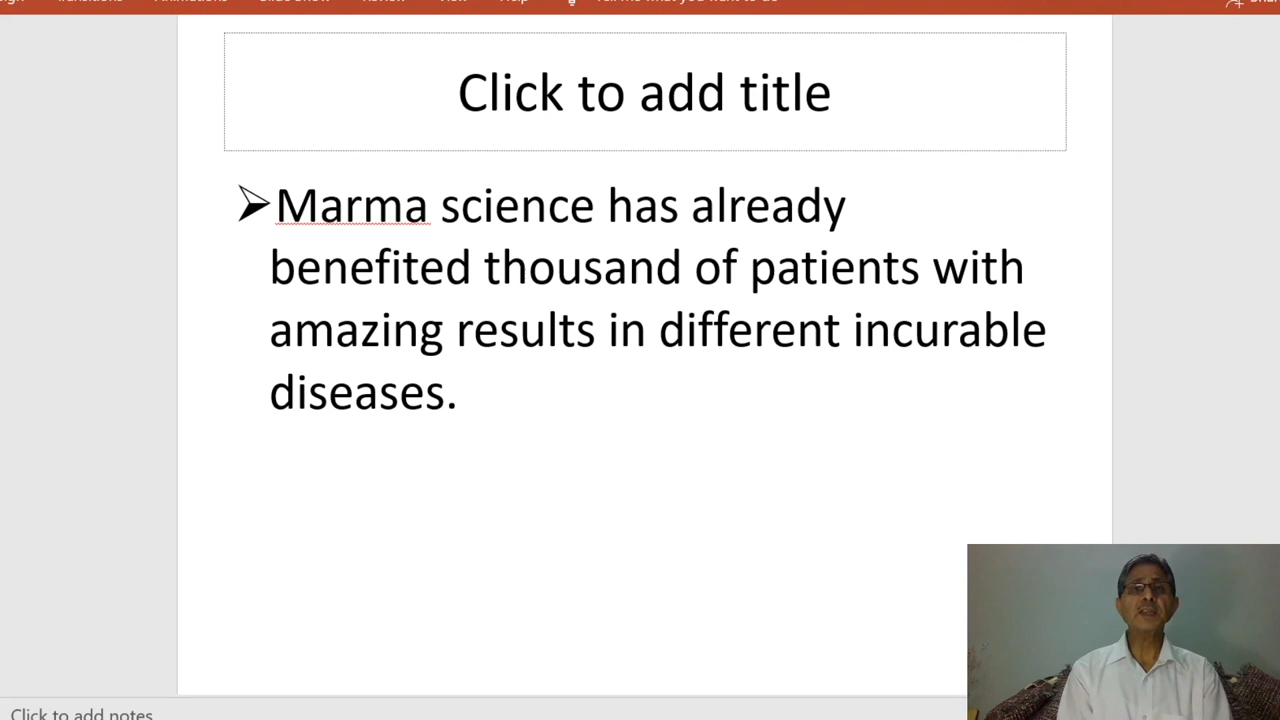 Click to add title
Marma science has already
benefited thousand of patients with
amazing results in different incurable
diseases.
Click to add notes